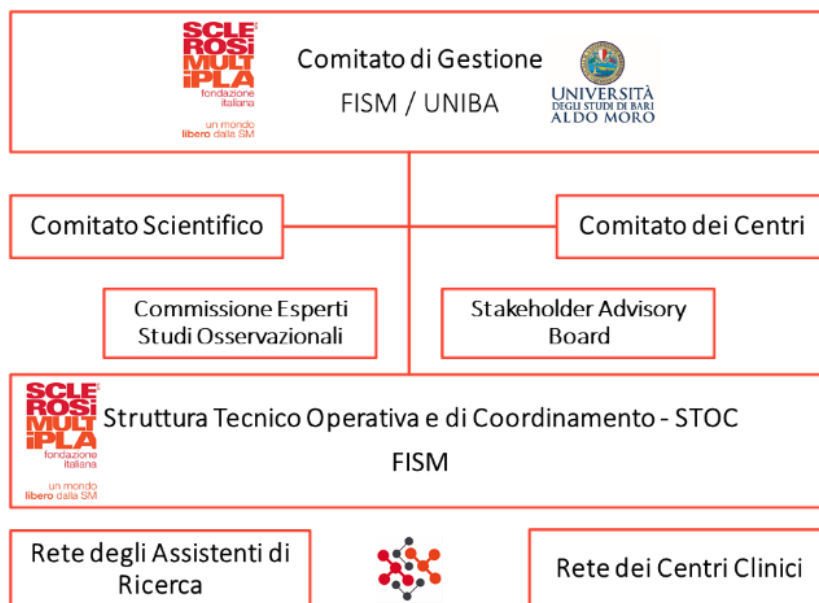 SCLE
ROSI
MULT
iPLA
fondazione
italiana
un mondo
libero dalla SM
Comitato di Gestione
FISM / UNIBA
UNIVERSITÀ
DEGLI STUDI DI BARI
ALDO MORO
Comitato Scientifico
Comitato dei Centri
Commissione Esperti
Studi Osservazionali
Stakeholder Advisory
Board
SCLE
ROSI
MULT
iPLA
fondazione
italiana
un mondo
libero dalla SM
Struttura Tecnico Operativa e di Coordinamento - STOC
FISM
Rete degli Assistenti di
Ricerca
Rete dei Centri Clinici